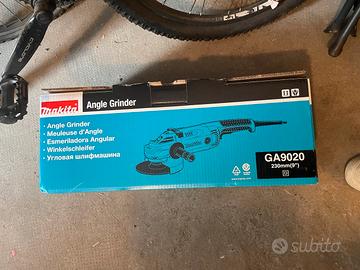 makita Angle Grinder
· Angle Grinder
· Meuleuse d'Angle
· Esmeriladora Angular
· Winkelschleifer
· Угловая шлифмашина
GA9020
230mm(9")
subito